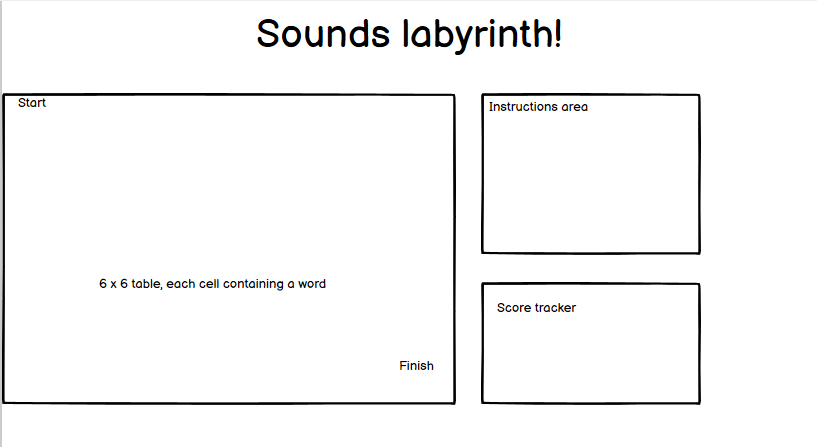 Sounds labyrinth!
Start
6 x 6 table, each cell containing a word
Finish
Instructions area
Score tracker